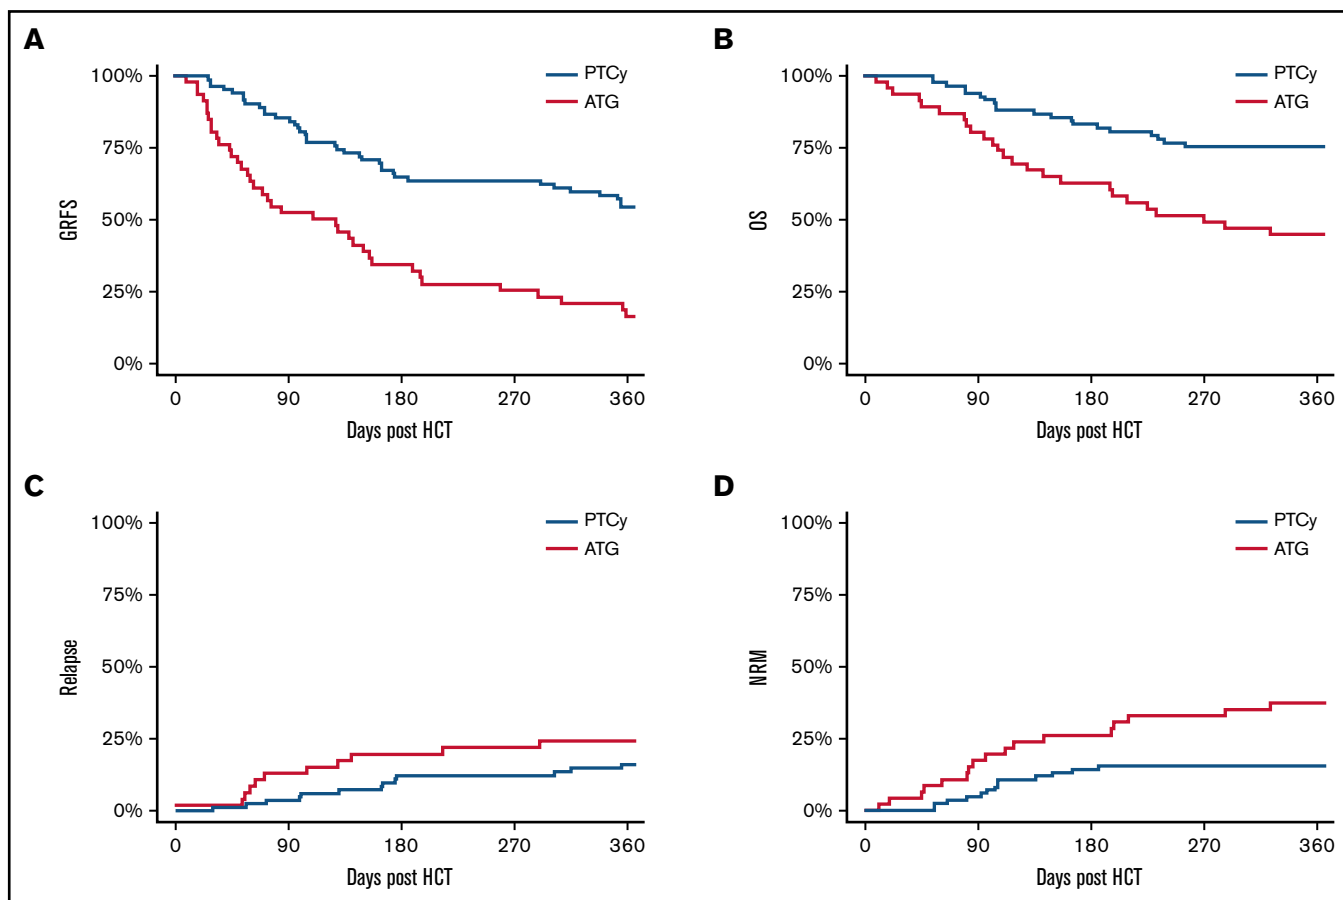 A
100%
75%
50%
25%
0%
GRFS
PTCy
ATG
0 90 180 270 360
Days post HCT
B
100%
75%
50%
25%
0%
OS
PTCy
ATG
0 90 180 270 360
Days post HCT
C
100%
75%
50%
25%
0%
Relapse
PTCy
ATG
0 90 180 270 360
Days post HCT
D
100%
75%
50%
25%
0%
NRM
PTCy
ATG
0 90 180 270 360
Days post HCT